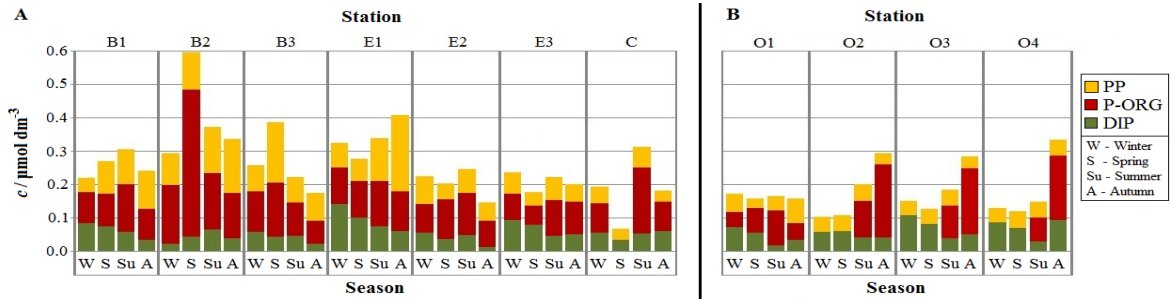 A
Station
B
Station
B1 B2 B3 E1 E2 E3 C
O1 O2 O3 O4
c / µmol dm-3
0.6
0.5
0.4
0.3
0.2
0.1
0.0
W S Su A W S Su A W S Su A W S Su A W S Su A W S Su A W S Su A
W S Su A W S Su A W S Su A W S Su A
Season
Season
PP
P-ORG
DIP
W - Winter
S - Spring
Su - Summer
A - Autumn